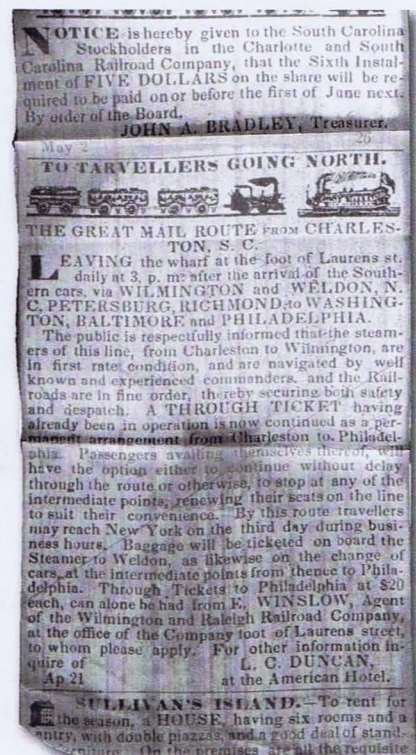 NOTICE is hereby given to the South Carolina
Stockholders in the Charlotte and South
Carolina Railroad Company, that the Sixth Instal-
ment of FIVE DOLLARS on the share will be re-
quired to be paid on or before the first of June next.
By order of the Board.
JOHN A. BRADLEY, Treasurer.
May 2 26
TO TARVELLERS GOING NORTH.
THE GREAT MAIL ROUTE FROM CHARLES-
TON, S. C.
LEAVING the wharf at the foot of Laurens st.
daily at 3, p. m. after the arrival of the South-
ern cars, via WILMINGTON and WELDON, N.
C, PETERSBURG, RICHMOND, to WASHING-
TON, BALTIMORE and PHILADELPHIA.
The public is respectfully informed that the steam-
ers of this line, from Charleston to Wilmington, are
in first rate condition, and are navigated by well
known and experienced commanders, and the Rail-
roads are in fine order, thereby securing both safety
and despatch. A THROUGH TICKET having
already been in operation is now continued as a per-
manent arrangement from Charleston to Philadel-
phia. Passengers availing themselves thereof, will
have the option either to continue without delay
through the route or otherwise, to stop at any of the
intermediate points, renewing their seats on the line
to suit their convenience. By this route travellers
may reach New York on the third day during busi-
ness hours. Baggage will be ticketed on board the
Steamer to Weldon, as likewise on the change of
cars, at the intermediate points from thence to Phila-
delphia. Through Tickets to Philadelphia at $20
each, can alone be had from E. WINSLOW, Agent
of the Wilmington and Raleigh Railroad Company,
at the office of the Company foot of Laurens street,
to whom please apply. For other information in-
quire of L. C. DUNCAN,
Ap 21 at the American Hotel.
SULLIVAN'S ISLAND.—To rent for
the season, a HOUSE, having six rooms and a
entry, with double piazzas, and a good deal of stand-
On the premises are all the requisite